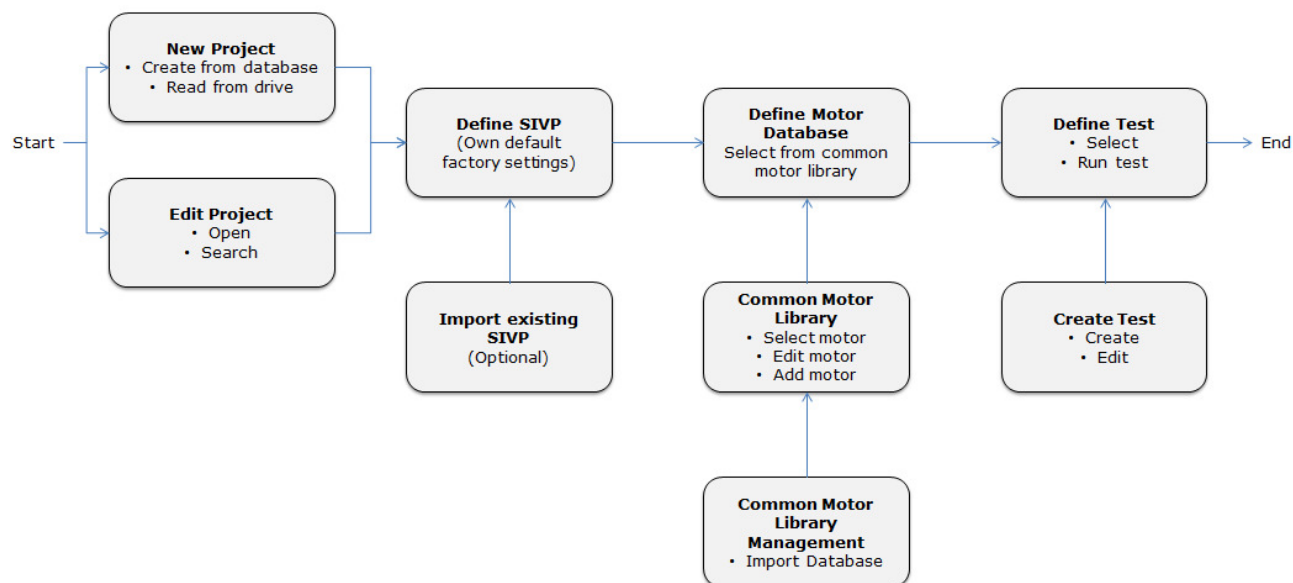 New Project
• Create from database
• Read from drive
Start
Edit Project
• Open
• Search
Define SIVP
(Own default
factory settings)
Import existing
SIVP
(Optional)
Define Motor
Database
Select from common
motor library
Common Motor
Library
• Select motor
• Edit motor
• Add motor
Common Motor
Library
Management
• Import Database
Define Test
• Select
• Run test
End
Create Test
• Create
• Edit